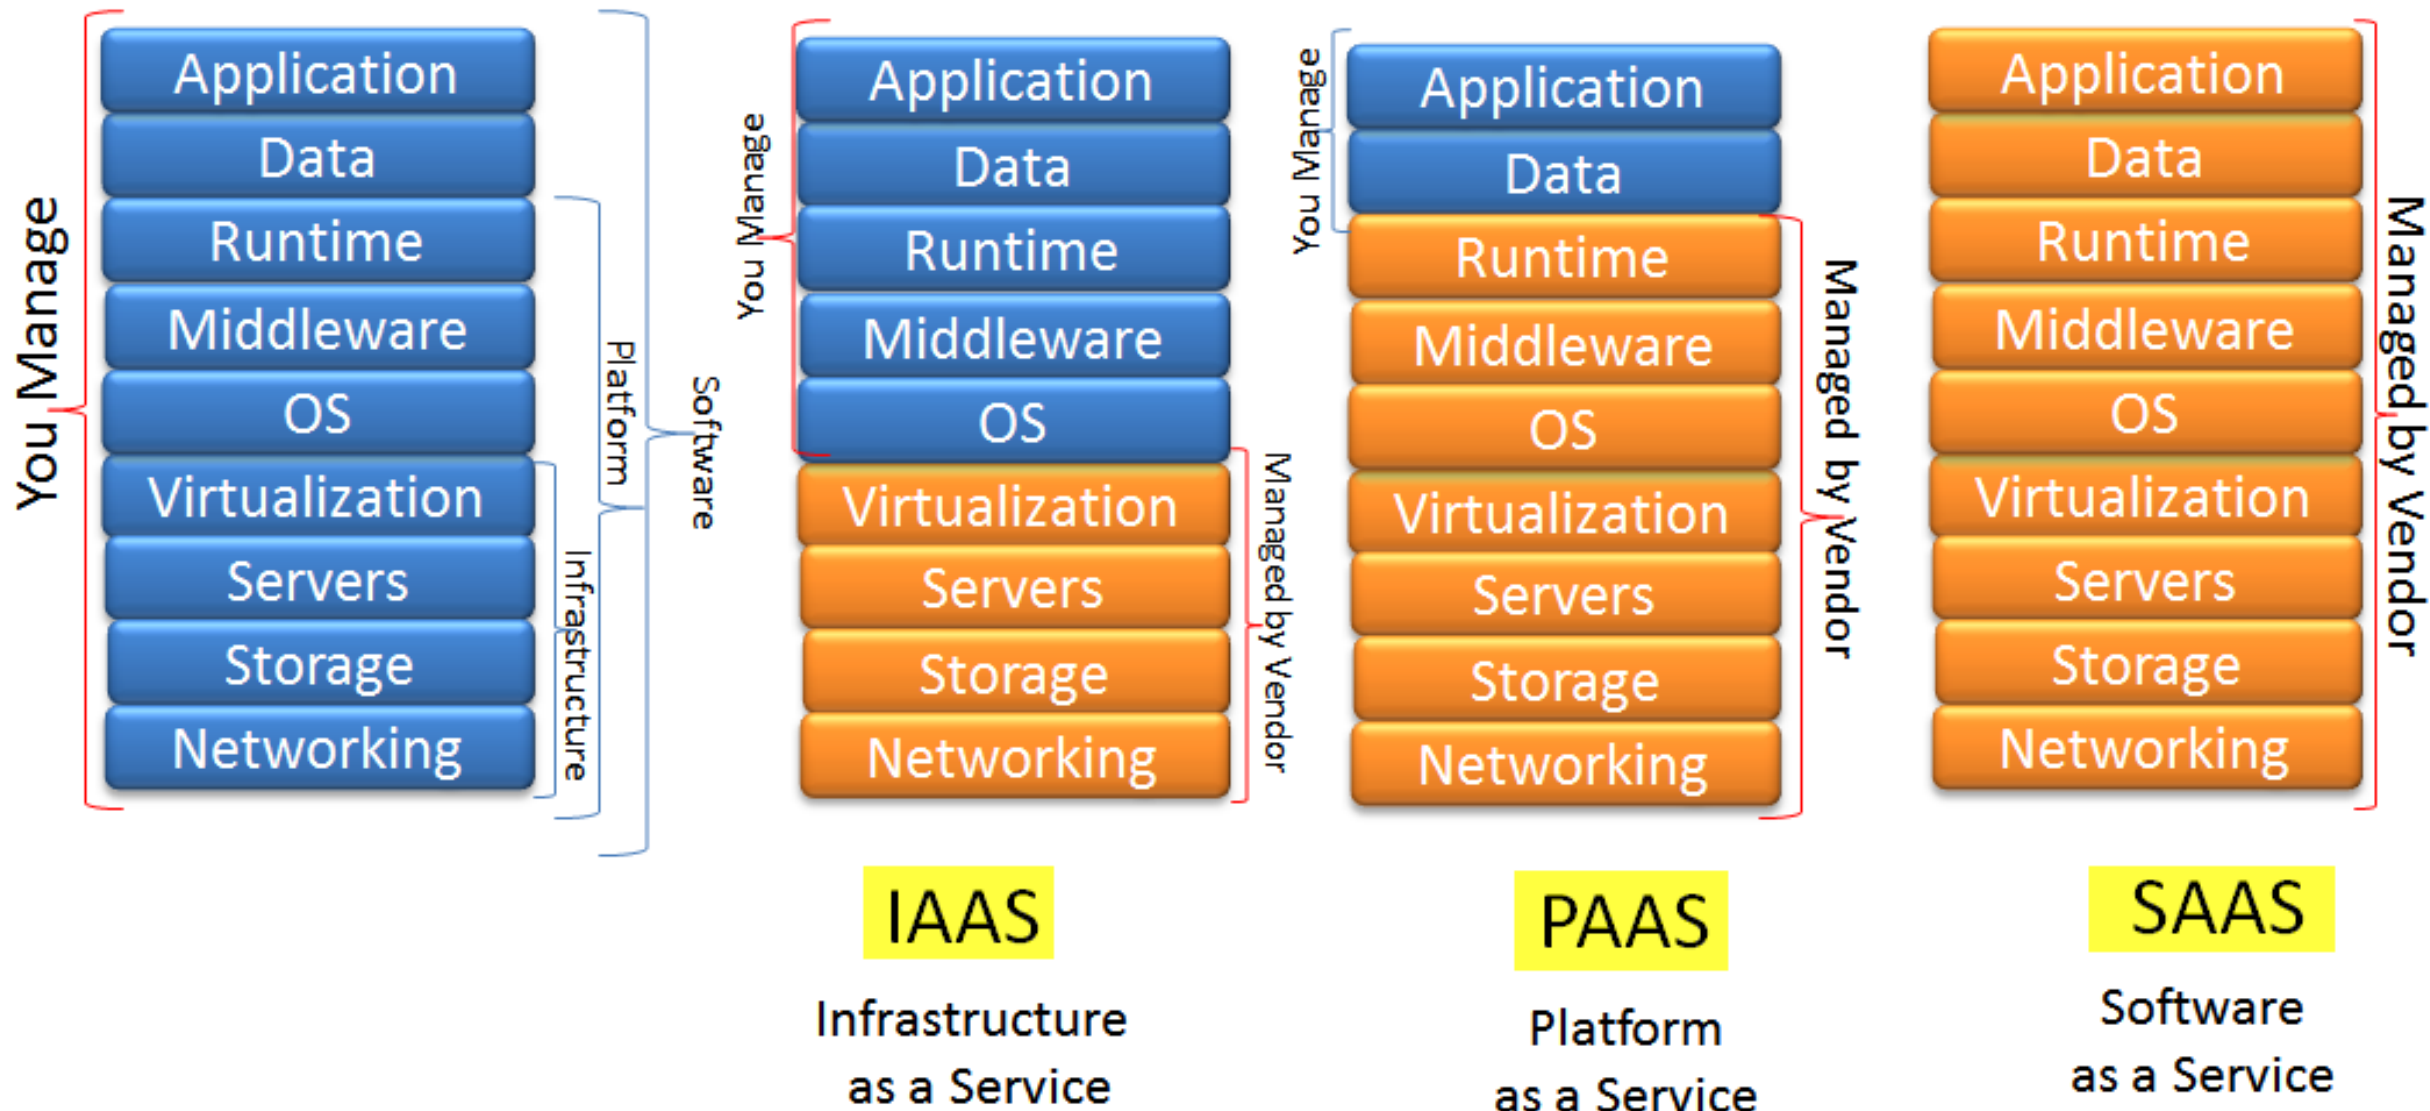 You Manage
Application
Data
Runtime
Middleware
OS
Virtualization
Servers
Storage
Networking
Infrastructure
Platform
Software
You Manage
Application
Data
Runtime
Middleware
OS
Virtualization
Servers
Storage
Networking
Managed by Vendor
IAAS
Infrastructure
as a Service
You Manage
Application
Data
Runtime
Middleware
OS
Virtualization
Servers
Storage
Networking
Managed by Vendor
PAAS
Platform
as a Service
Application
Data
Runtime
Middleware
OS
Virtualization
Servers
Storage
Networking
Managed by Vendor
SAAS
Software
as a Service